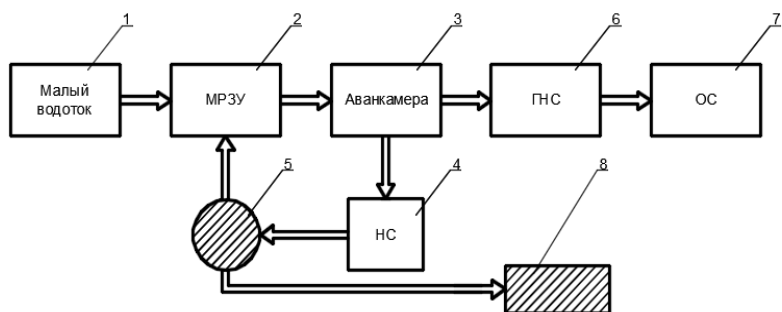 1
2
3
6
7
Малый
водоток
МРЗУ
Аванкамера
ГНС
ОС
5
4
8
НС